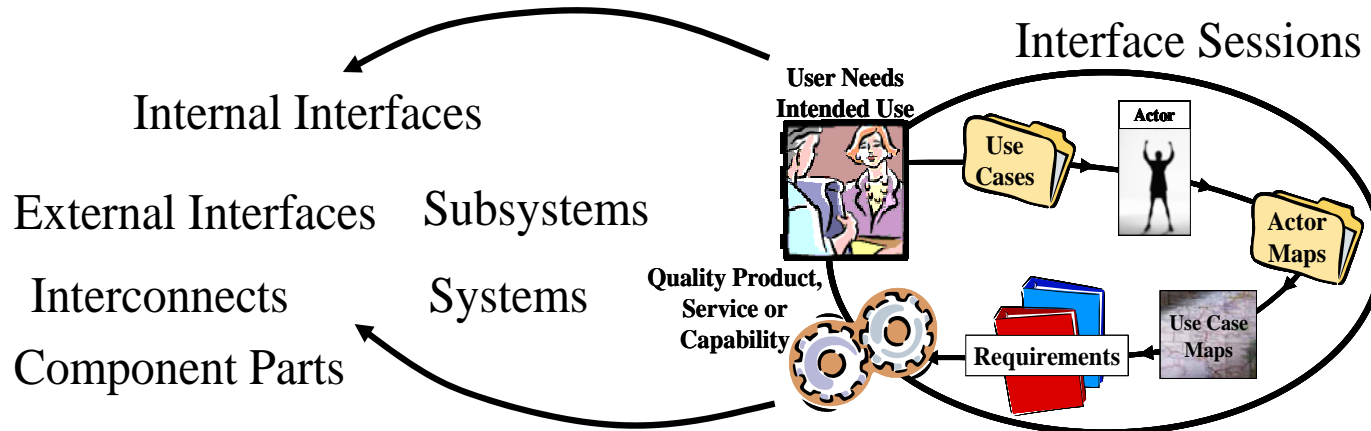 Interface Sessions
Internal Interfaces
External Interfaces
Subsystems
Interconnects
Systems
Component Parts
User Needs
Intended Use
Use
Cases
Actor
Actor
Maps
Use Case
Maps
Requirements
Quality Product,
Service or
Capability